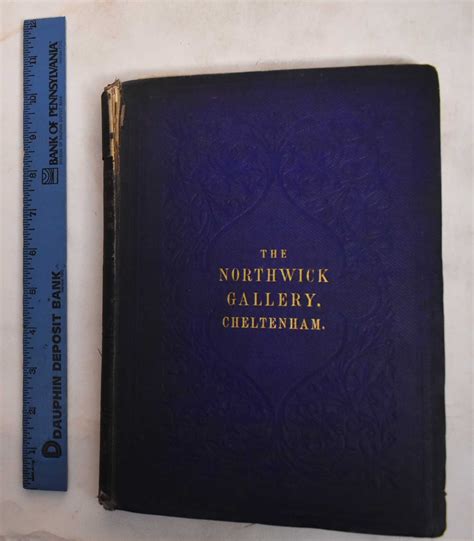 THE
NORTHWICK
GALLERY.
CHELTENHAM.
BANK OF PENNSYLVANIA
DAUPHIN DEPOSIT BANK